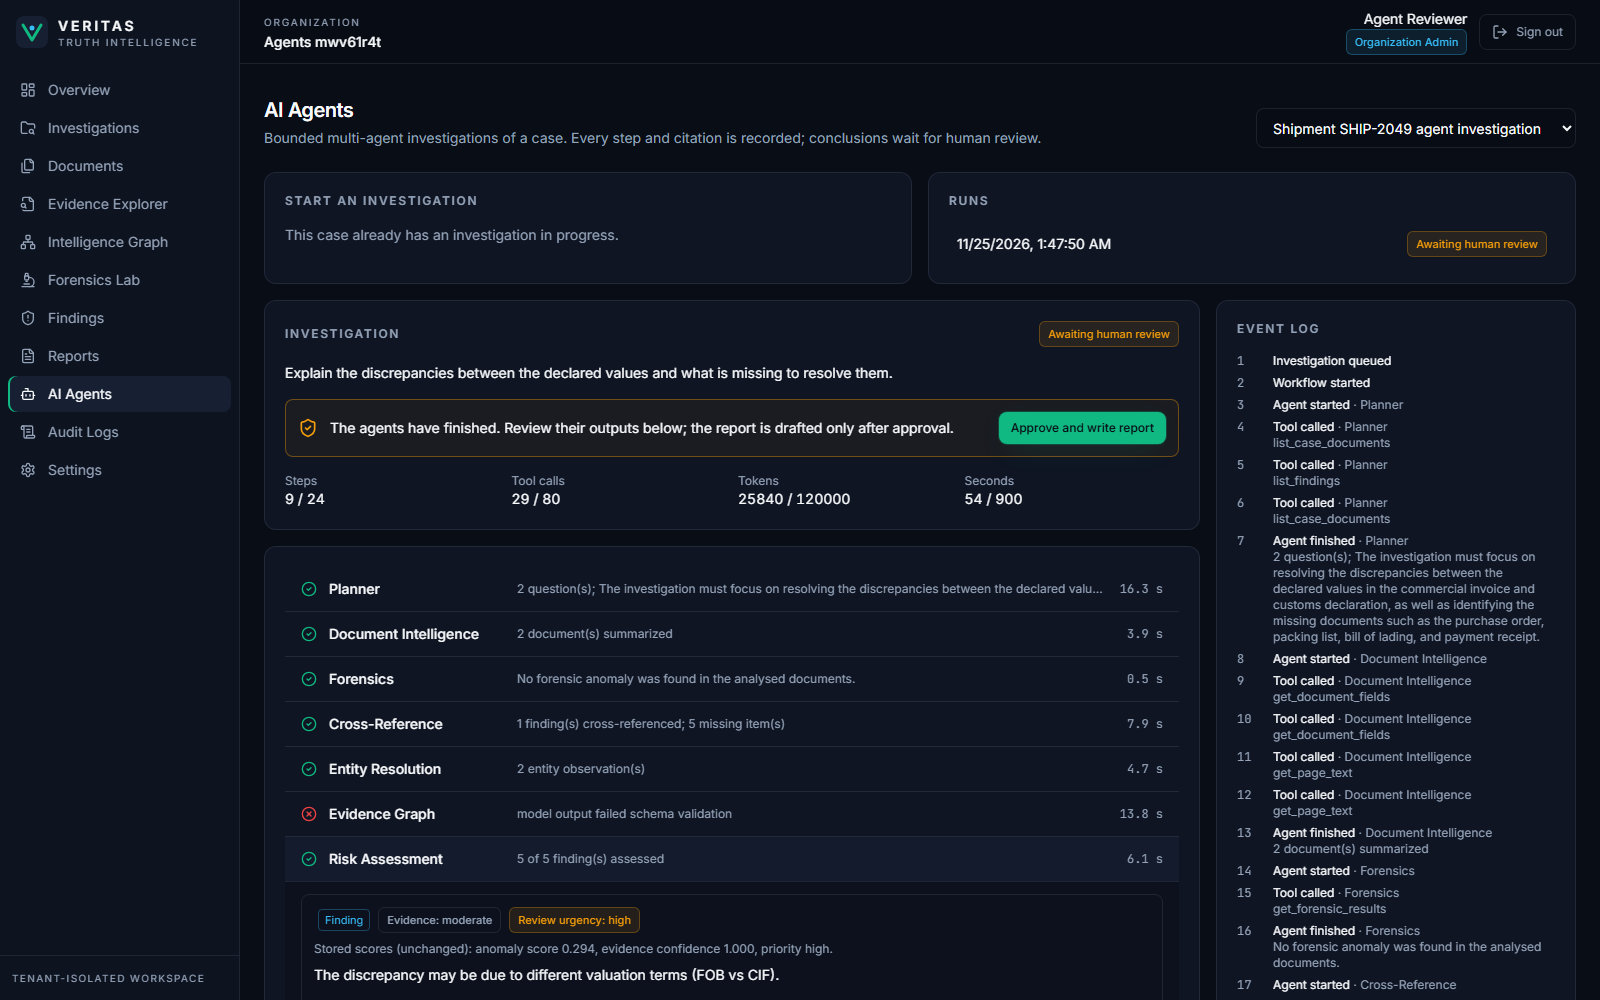 VERITAS
TRUTH INTELLIGENCE
Overview
Investigations
Documents
Evidence Explorer
Intelligence Graph
Forensics Lab
Findings
Reports
AI Agents
Audit Logs
Settings
TENANT-ISOLATED WORKSPACE
ORGANIZATION
Agents mwv61r4t
Agent Reviewer
Organization Admin
Sign out
AI Agents
Bounded multi-agent investigations of a case. Every step and citation is recorded; conclusions wait for human review.
Shipment SHIP-2049 agent investigation
START AN INVESTIGATION
This case already has an investigation in progress.
RUNS
11/25/2026, 1:47:50 AM
Awaiting human review
INVESTIGATION
Awaiting human review
Explain the discrepancies between the declared values and what is missing to resolve them.
The agents have finished. Review their outputs below; the report is drafted only after approval.
Approve and write report
Steps
9 / 24
Tool calls
29 / 80
Tokens
25840 / 120000
Seconds
54 / 900
Planner
2 question(s); The investigation must focus on resolving the discrepancies between the declared valu...
16.3 s
Document Intelligence
2 document(s) summarized
3.9 s
Forensics
No forensic anomaly was found in the analysed documents.
0.5 s
Cross-Reference
1 finding(s) cross-referenced; 5 missing item(s)
7.9 s
Entity Resolution
2 entity observation(s)
4.7 s
Evidence Graph
model output failed schema validation
13.8 s
Risk Assessment
5 of 5 finding(s) assessed
6.1 s
Finding
Evidence: moderate
Review urgency: high
Stored scores (unchanged): anomaly score 0.294, evidence confidence 1.000, priority high.
The discrepancy may be due to different valuation terms (FOB vs CIF).
EVENT LOG
1 Investigation queued
2 Workflow started
3 Agent started · Planner
4 Tool called · Planner
list_case_documents
5 Tool called · Planner
list_findings
6 Tool called · Planner
list_case_documents
7 Agent finished · Planner
2 question(s); The investigation must focus on
resolving the discrepancies between the
declared values in the commercial invoice and
customs declaration, as well as identifying the
missing documents such as the purchase order,
packing list, bill of lading, and payment receipt.
8 Agent started · Document Intelligence
9 Tool called · Document Intelligence
get_document_fields
10 Tool called · Document Intelligence
get_document_fields
11 Tool called · Document Intelligence
get_page_text
12 Tool called · Document Intelligence
get_page_text
13 Agent finished · Document Intelligence
2 document(s) summarized
14 Agent started · Forensics
15 Tool called · Forensics
get_forensic_results
16 Agent finished · Forensics
No forensic anomaly was found in the analysed
documents.
17 Agent started · Cross-Reference